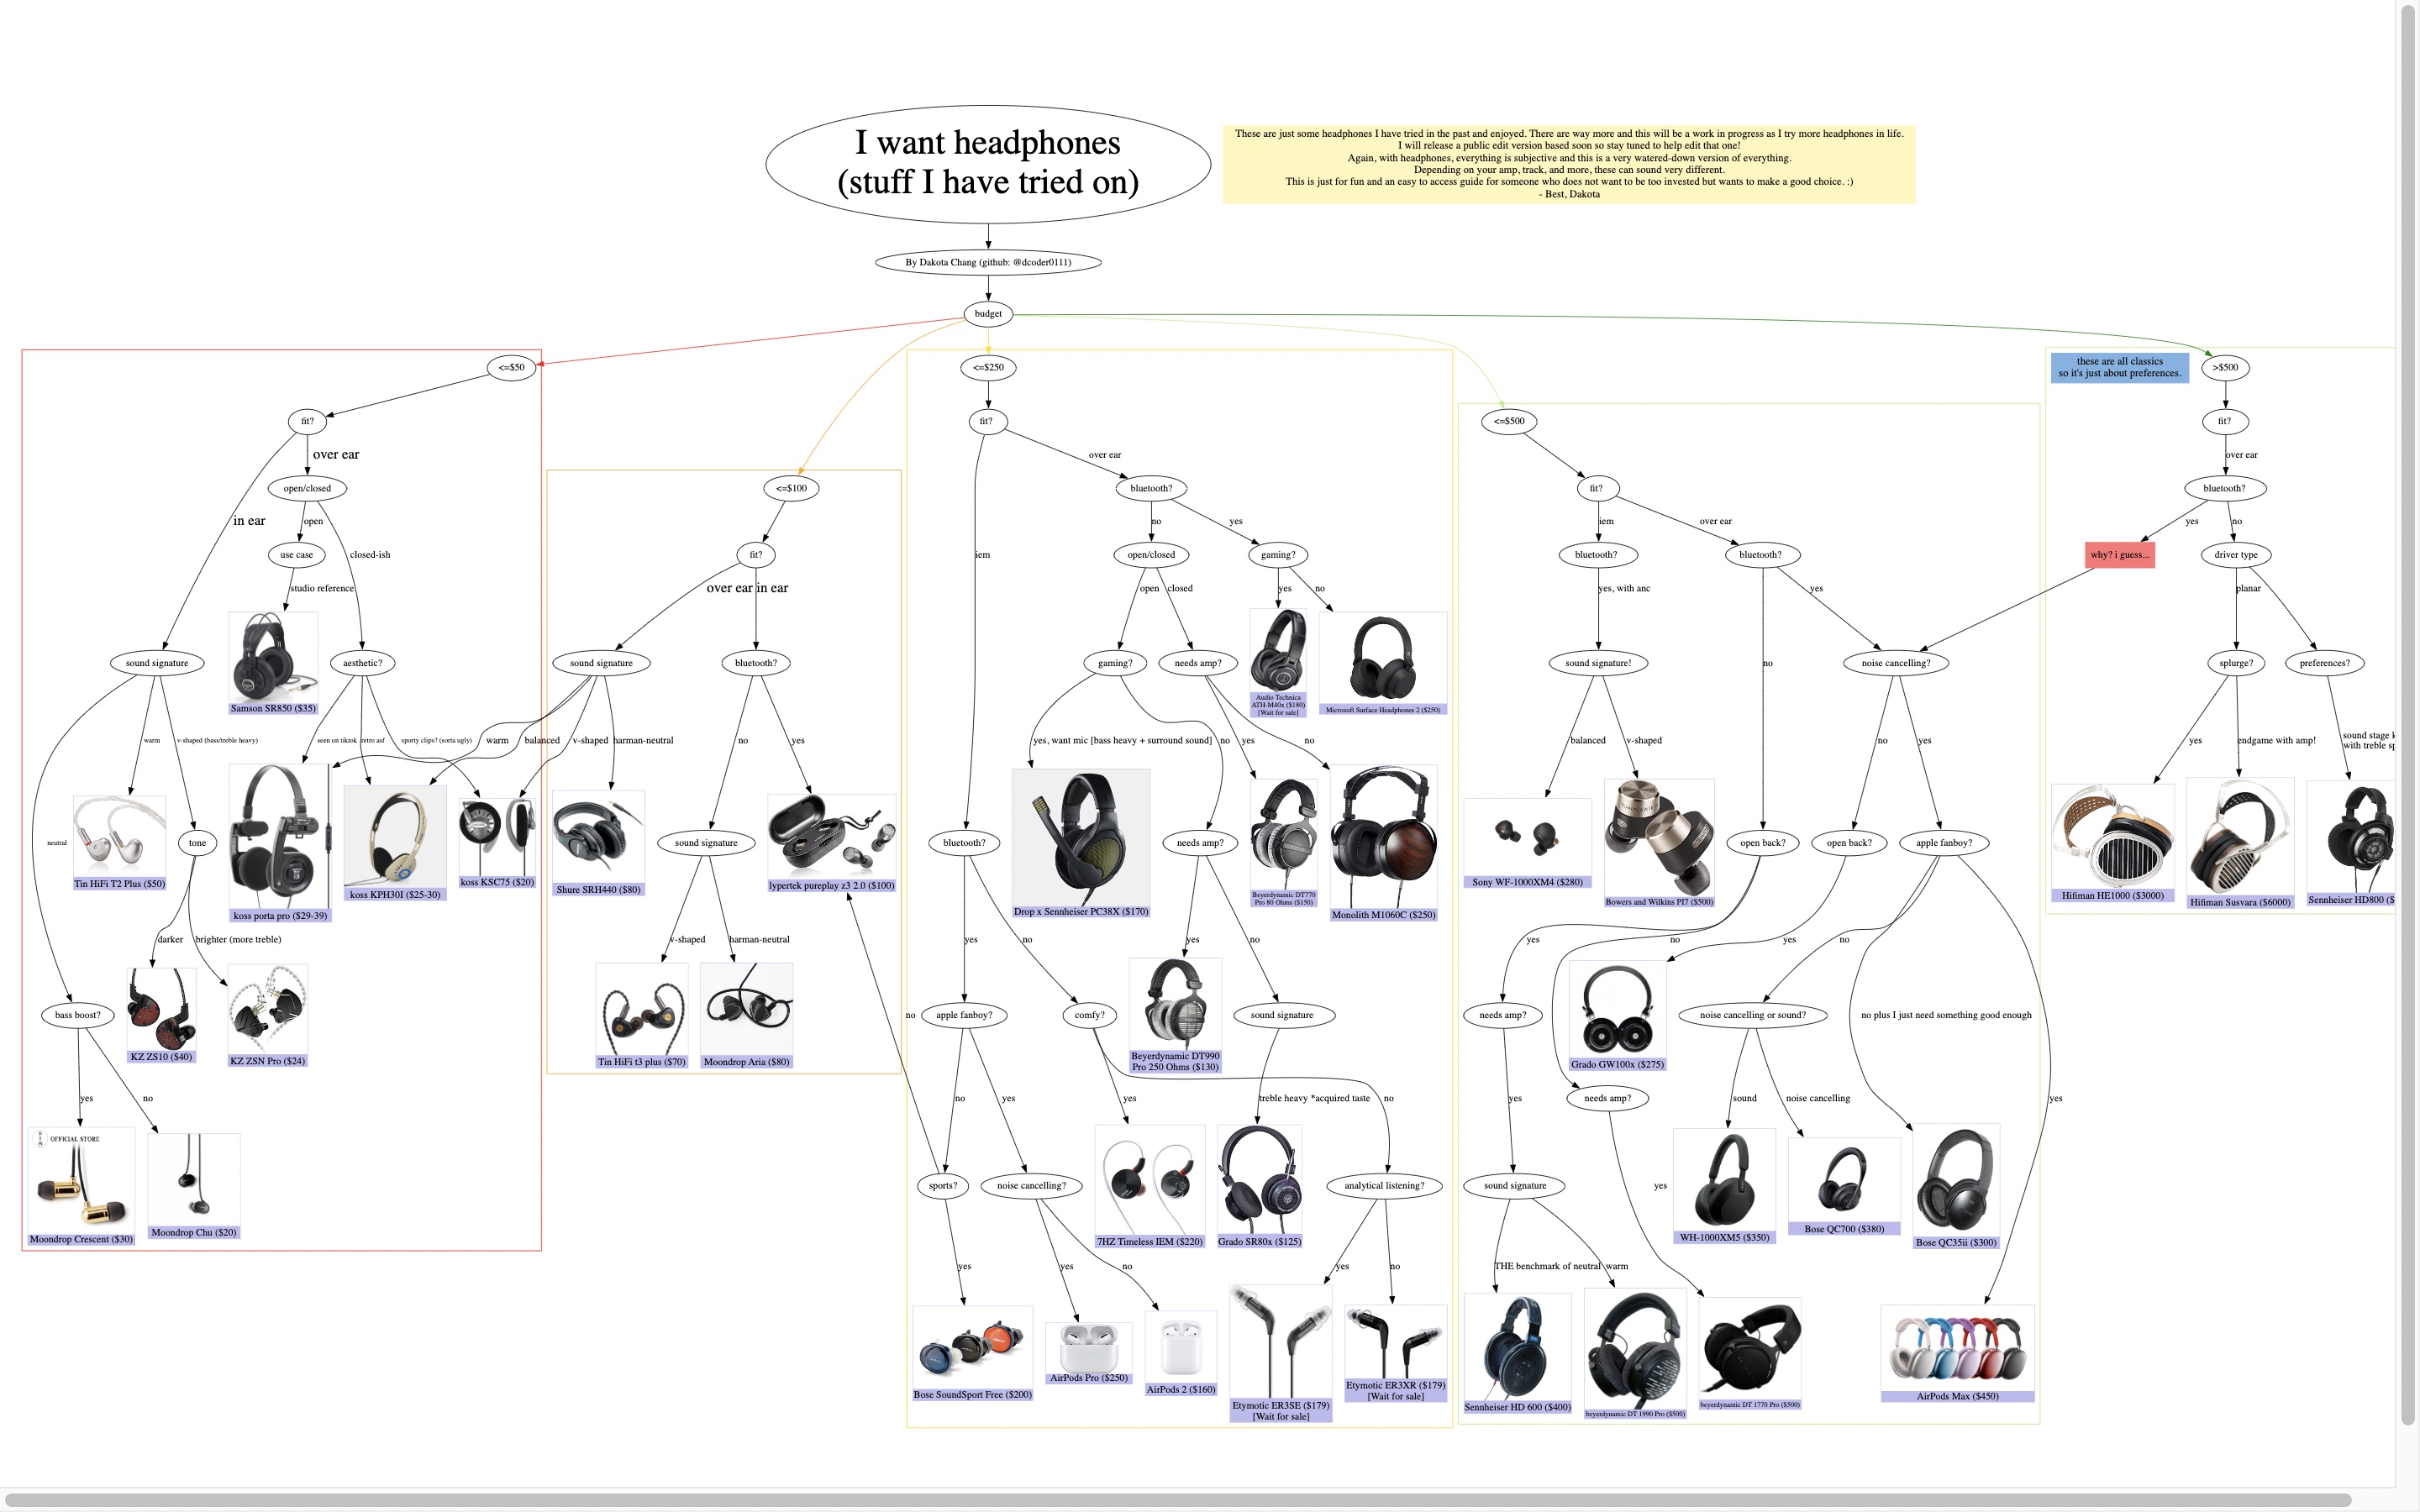 I want headphones
(stuff I have tried on)
These are just some headphones I have tried in the past and enjoyed. There are way more and this will be a work in progress as I try more headphones in life.
I will release a public edit version based soon so stay tuned to help edit that one!
Again, with headphones, everything is subjective and this is a very watered-down version of everything.
Depending on your amp, track, and more, these can sound very different.
This is just for fun and an easy to access guide for someone who does not want to be too invested but wants to make a good choice. :)
- Best, Dakota
By Dakota Chang (github: @dcoder0111)
budget
<=$50
fit?
over ear
in ear
open/closed
open
closed-ish
use case
studio reference
Samson SR850 ($35)
sound signature
aesthetic?
warm
v-shaped (bass/treble heavy)
seen on tiktok
retro asf
sporty clips? (sorta ugly)
neutral
Tin HiFi T2 Plus ($50)
tone
koss porta pro ($29-39)
koss KPH30I ($25-30)
koss KSC75 ($20)
darker
brighter (more treble)
KZ ZS10 ($40)
KZ ZSN Pro ($24)
bass boost?
yes
no
OFFICIAL STORE
Moondrop Crescent ($30)
Moondrop Chu ($20)
<=$100
fit?
over ear
in ear
sound signature
bluetooth?
warm
balanced
v-shaped
harman-neutral
no
yes
Shure SRH440 ($80)
sound signature
lypertek pureplay z3 2.0 ($100)
v-shaped
harman-neutral
Tin HiFi t3 plus ($70)
Moondrop Aria ($80)
<=$250
fit?
over ear
iem
bluetooth?
no
yes
open/closed
gaming?
open
closed
yes
no
gaming?
needs amp?
Audio Technica
ATH-M40x ($180)
[Wait for sale]
Microsoft Surface Headphones 2 ($250)
yes, want mic [bass heavy + surround sound]
no
yes
no
Drop x Sennheiser PC38X ($170)
needs amp?
Beyerdynamic DT770
Pro 80 Ohms ($150)
Monolith M1060C ($250)
bluetooth?
yes
no
yes
no
Beyerdynamic DT990
Pro 250 Ohms ($130)
sound signature
apple fanboy?
comfy?
no
yes
yes
treble heavy *acquired taste
no
no
sports?
noise cancelling?
7HZ Timeless IEM ($220)
Grado SR80x ($125)
analytical listening?
yes
yes
no
yes
no
Bose SoundSport Free ($200)
AirPods Pro ($250)
AirPods 2 ($160)
Etymotic ER3SE ($179)
[Wait for sale]
Etymotic ER3XR ($179)
[Wait for sale]
<=$500
fit?
iem
over ear
bluetooth?
bluetooth?
yes, with anc
no
yes
sound signature!
noise cancelling?
balanced
v-shaped
no
yes
Sony WF-1000XM4 ($280)
Bowers and Wilkins PI7 ($500)
open back?
open back?
apple fanboy?
yes
no
yes
no
Grado GW100x ($275)
needs amp?
noise cancelling or sound?
no plus I just need something good enough
yes
needs amp?
sound
noise cancelling
yes
sound signature
yes
WH-1000XM5 ($350)
Bose QC700 ($380)
Bose QC35ii ($300)
THE benchmark of neutral
warm
Sennheiser HD 600 ($400)
beyerdynamic DT 1990 Pro ($500)
beyerdynamic DT 1770 Pro ($500)
AirPods Max ($450)
these are all classics
so it's just about preferences.
>$500
fit?
over ear
bluetooth?
yes
no
why? i guess...
driver type
planar
splurge?
preferences?
yes
endgame with amp!
sound stage
with treble
Hifiman HE1000 ($3000)
Hifiman Susvara ($6000)
Sennheiser HD800 ($